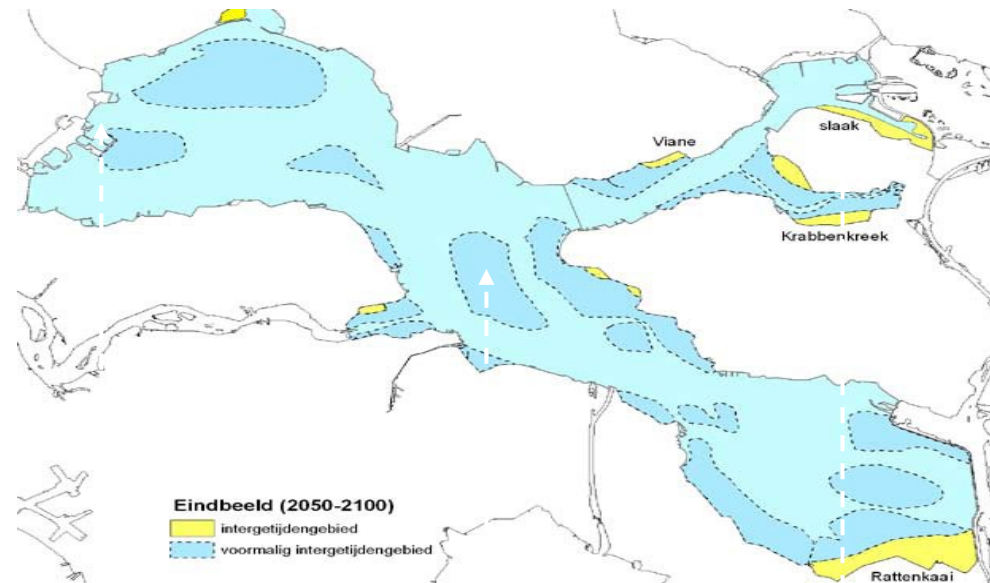 Viane
slaak
Krabbenkreek
Eindbeeld (2050-2100)
intergetijdengebied
voormalig intergetijdengebied
Rattenkaai